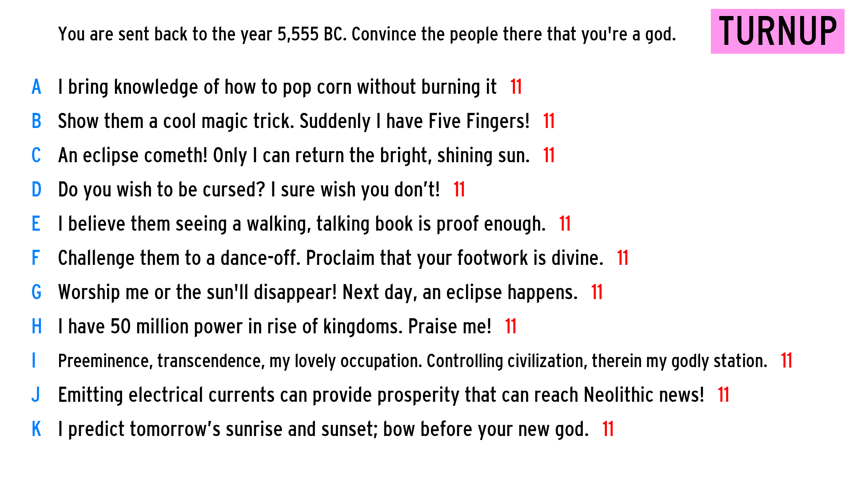 You are sent back to the year 5,555 BC. Convince the people there that you're a god.
TURNUP
A I bring knowledge of how to pop corn without burning it 11
B Show them a cool magic trick. Suddenly I have Five Fingers! 11
C An eclipse cometh! Only I can return the bright, shining sun. 11
D Do you wish to be cursed? I sure wish you don’t! 11
E I believe them seeing a walking, talking book is proof enough. 11
F Challenge them to a dance-off. Proclaim that your footwork is divine. 11
G Worship me or the sun'll disappear! Next day, an eclipse happens. 11
H I have 50 million power in rise of kingdoms. Praise me! 11
I Preeminence, transcendence, my lovely occupation. Controlling civilization, therein my godly station. 11
J Emitting electrical currents can provide prosperity that can reach Neolithic news! 11
K I predict tomorrow’s sunrise and sunset; bow before your new god. 11